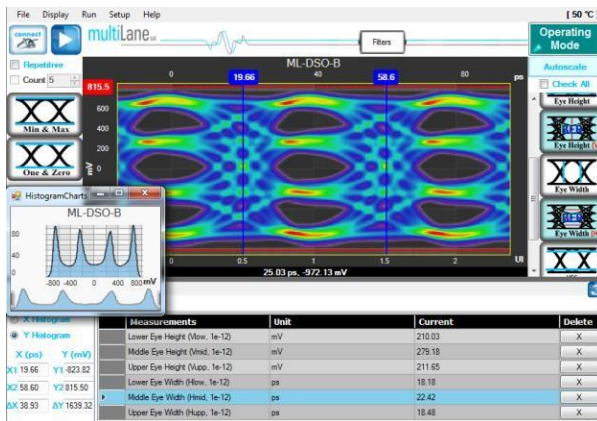 File Display Run Setup Help [ 50 °C ]
connect
multiLane
Filters
Operating Mode
Repetitive
Count 5
ML-DSO-B
0 40 80 ps
19.66 58.6
815.5
600
400
200
0
mV
0 0.5 1 1.5 2 UI
25.03 ps, -972.13 mV
Min & Max
One & Zero
Autoscale
Check All
Eye Height
Eye Height
Eye Width
Eye Width
HistogramCharts
ML-DSO-B
80
40
0
-800 -400 0 400 800 mV
X Histogram
Y Histogram
X (ps) Y (mV)
X1 19.66 Y1 -823.82
X2 58.60 Y2 815.50
ΔX 38.93 ΔY 1639.32
Measurements Unit Current Delete
Lower Eye Height (Vlow, 1e-12) mV 210.03 X
Middle Eye Height (Vmid, 1e-12) mV 279.18 X
Upper Eye Height (Vupp, 1e-12) mV 211.65 X
Lower Eye Width (Hlow, 1e-12) ps 18.18 X
Middle Eye Width (Hmid, 1e-12) ps 22.42 X
Upper Eye Width (Hupp, 1e-12) ps 18.48 X